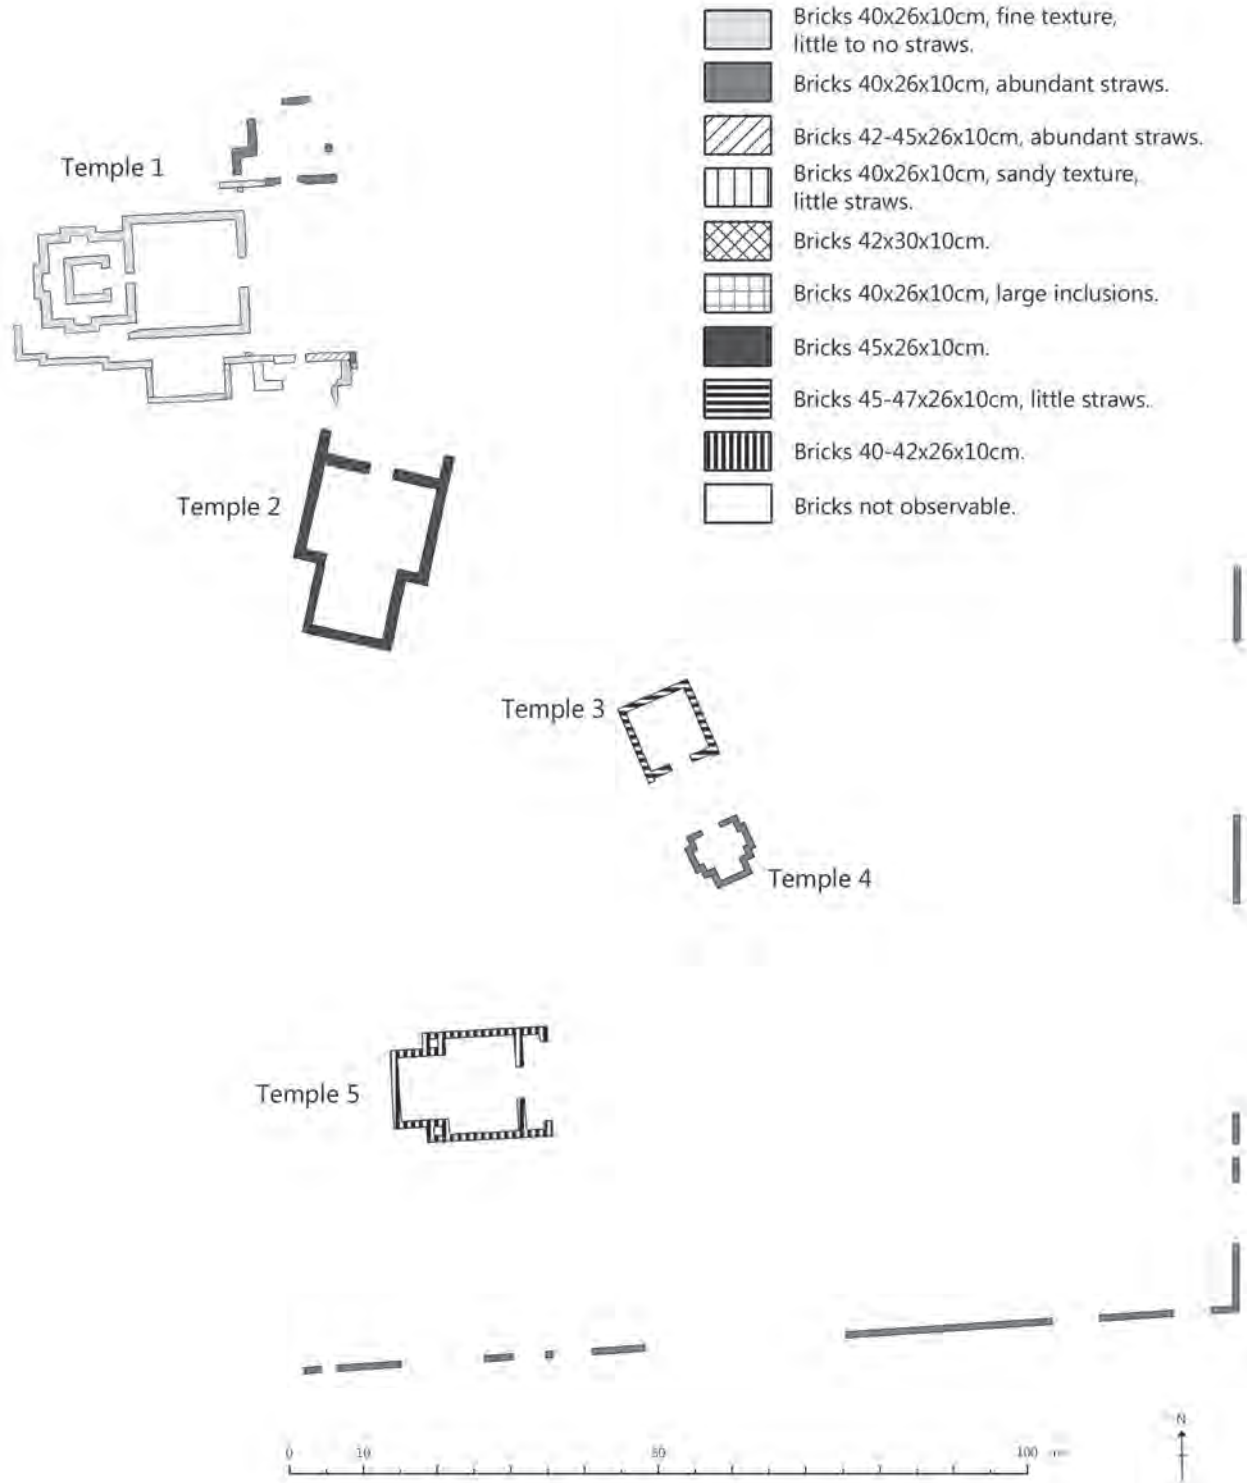 Bricks 40x26x10cm, fine texture,
little to no straws.
Bricks 40x26x10cm, abundant straws.
Bricks 42-45x26x10cm, abundant straws.
Bricks 40x26x10cm, sandy texture,
little straws.
Bricks 42x30x10cm.
Bricks 40x26x10cm, large inclusions.
Bricks 45x26x10cm.
Bricks 45-47x26x10cm, little straws.
Bricks 40-42x26x10cm.
Bricks not observable.
Temple 1
Temple 2
Temple 3
Temple 4
Temple 5
0 10 50 100
N